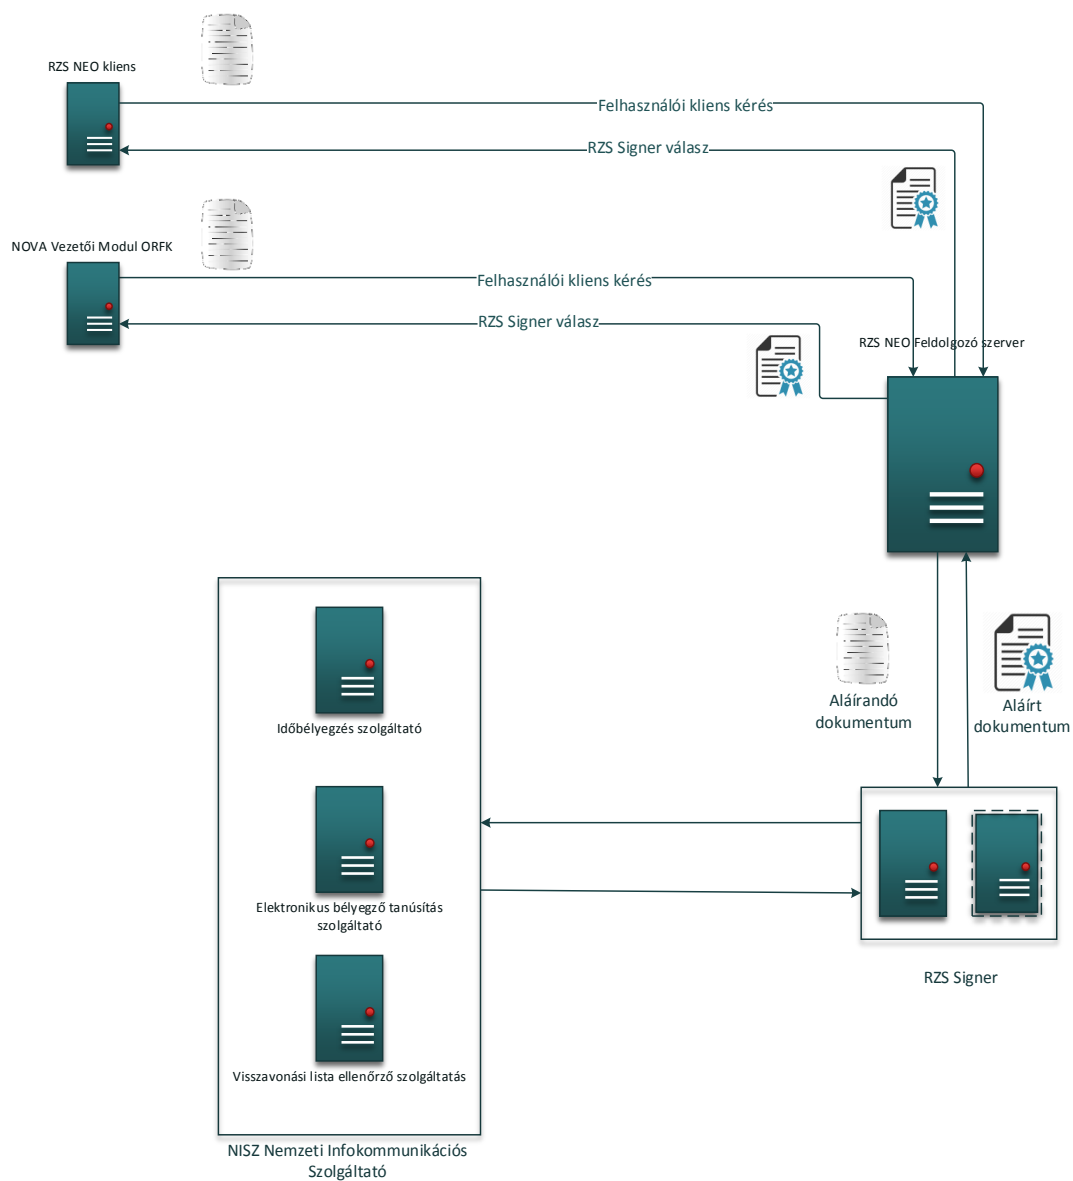 RZS NEO kliens
Felhasználói kliens kérés
RZS Signer válasz
NOVA Vezetői Modul ORFK
Felhasználói kliens kérés
RZS Signer válasz
RZS NEO Feldolgozó szerver
Aláírandó
dokumentum
Aláírt
dokumentum
Időbélyegzés szolgáltató
Elektronikus bélyegző tanúsítás
szolgáltató
RZS Signer
Visszavonási lista ellenőrző szolgáltatás
NISZ Nemzeti Infokommunikációs
Szolgáltató